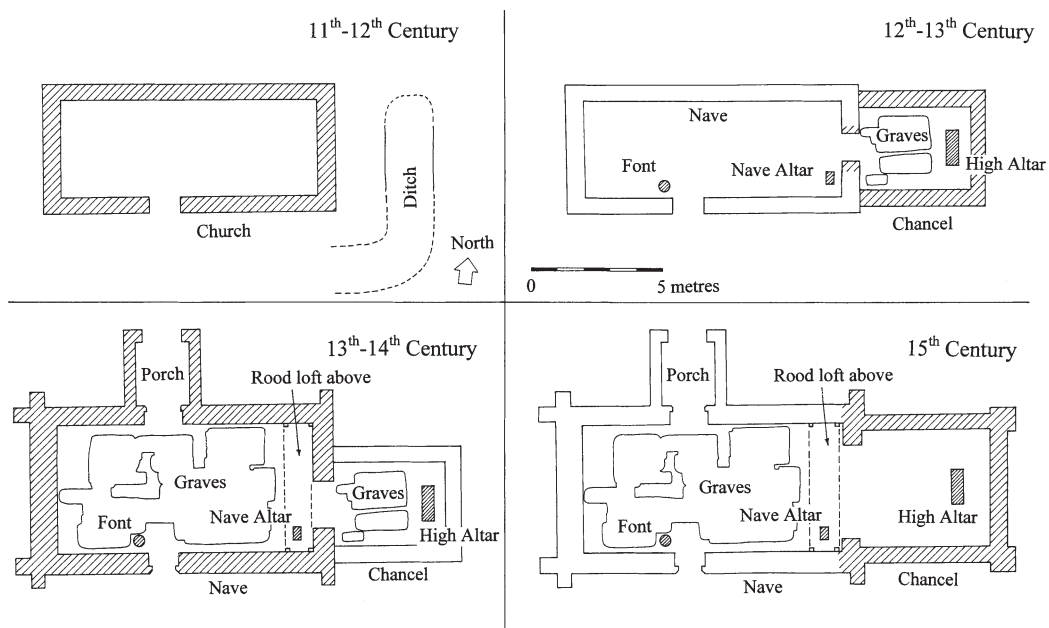 11th-12th Century
Church
Ditch
North
12th-13th Century
Nave
Graves
Font
Nave Altar
High Altar
Chancel
0 5 metres
13th-14th Century
Porch
Rood loft above
Graves
Graves
Font
Nave Altar
High Altar
Chancel
Nave
15th Century
Porch
Rood loft above
Graves
Font
Nave Altar
High Altar
Chancel
Nave